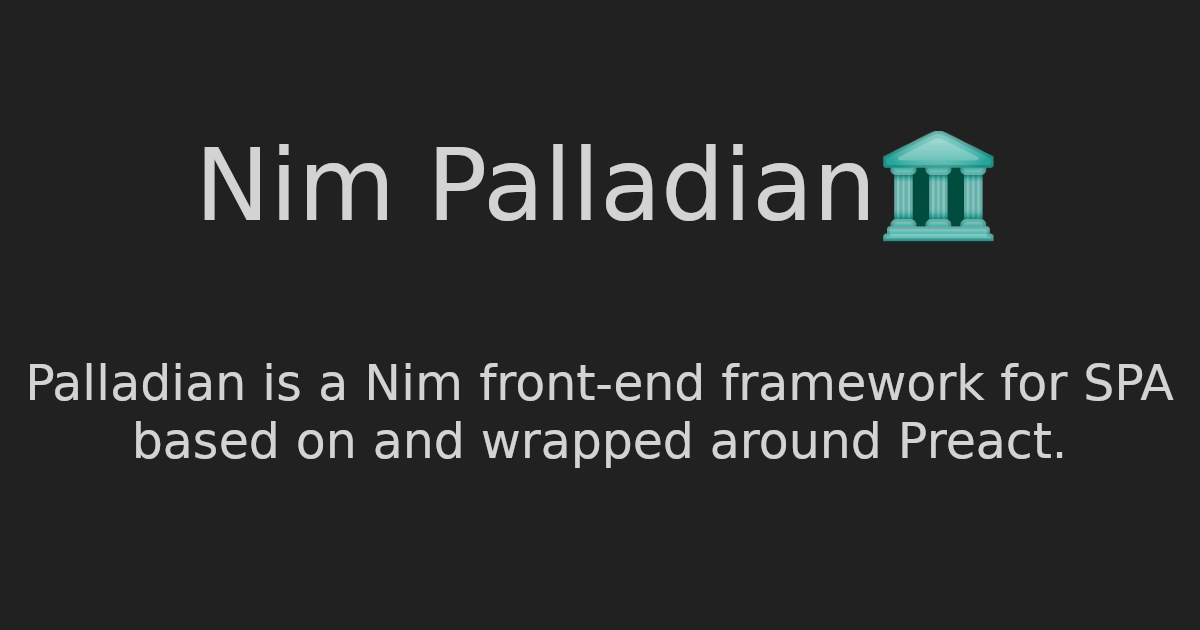 Nim Palladian
Palladian is a Nim front-end framework for SPA
based on and wrapped around Preact.